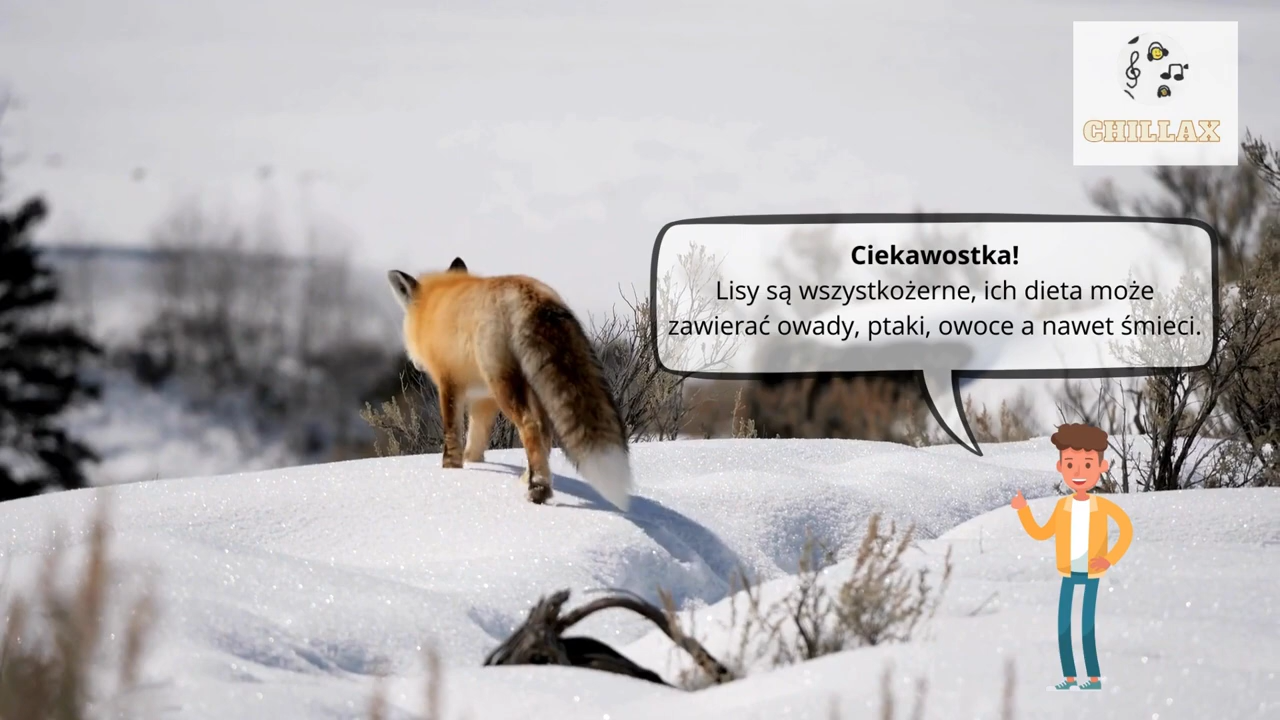 CHILLAX
Ciekawostka!
Lisy są wszystkożerne, ich dieta może
zawierać owady, ptaki, owoce a nawet śmieci.